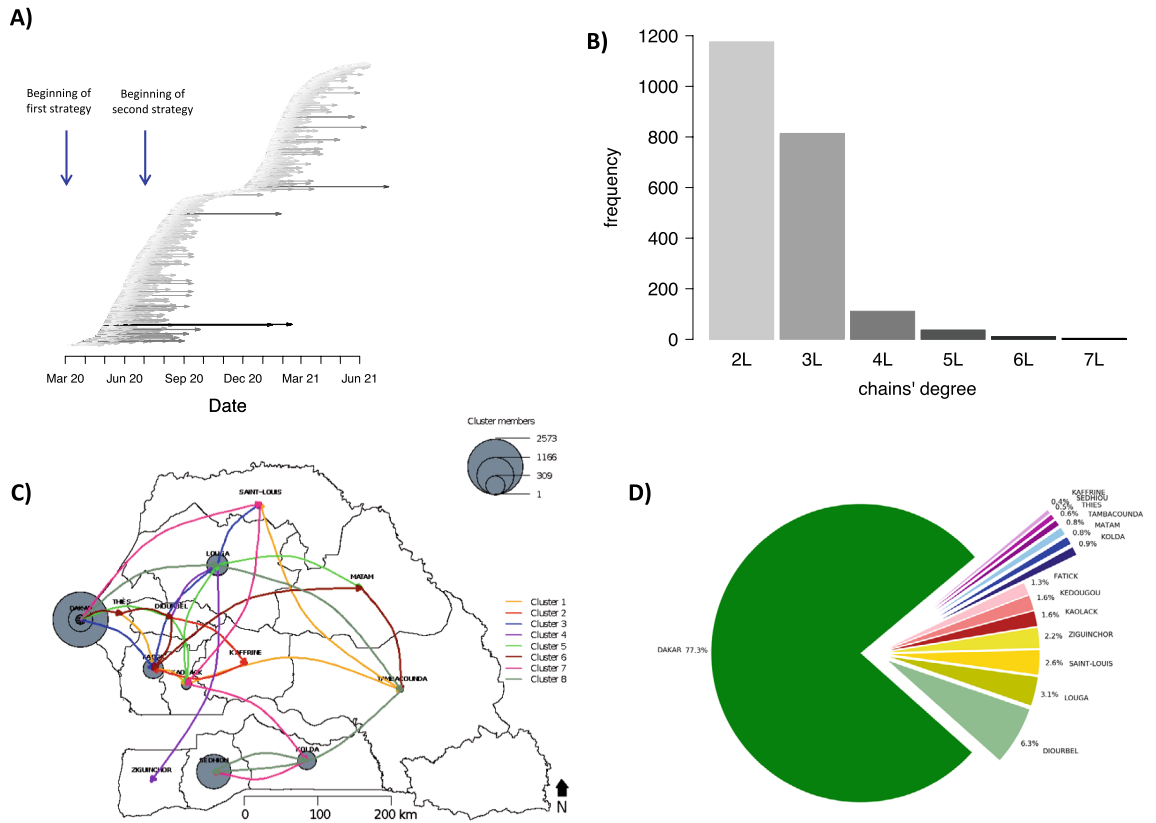 A)
Beginning of
first strategy
Beginning of
second strategy
Mar 20
Jun 20
Sep 20
Dec 20
Mar 21
Jun 21
Date
B)
frequency
1200
1000
800
600
400
200
0
2L
3L
4L
5L
6L
7L
chains' degree
C)
Cluster members
2573
1166
309
1
SAINT-LOUIS
LOUGA
MATAM
THIES
DIOURBEL
KAFFRINE
KOLDA
SEDHIOU
ZIGUINCHOR
Cluster 1
Cluster 2
Cluster 3
Cluster 4
Cluster 5
Cluster 6
Cluster 7
Cluster 8
0
100
200 km
N
D)
KAFFRINE
0.4%
SEDHIOU
0.5%
THIES
0.6%
TAMBACOUNDA
0.8%
MATAM
0.8%
KOLDA
0.9%
FATICK
1.3%
KEDOUGOU
1.6%
KAOLACK
1.6%
ZIGUINCHOR
2.2%
SAINT-LOUIS
2.6%
LOUGA
3.1%
DIOURBEL
6.3%
DAKAR 77.3%